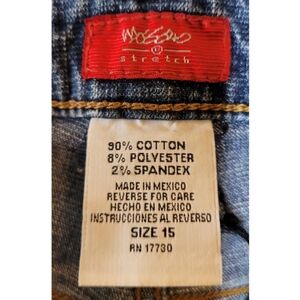 mossimo
stretch
90% COTTON
8% POLYESTER
2% SPANDEX
MADE IN MEXICO
REVERSE FOR CARE
HECHO EN MEXICO
INSTRUCCIONES AL REVERSO
SIZE 15
RN 17730